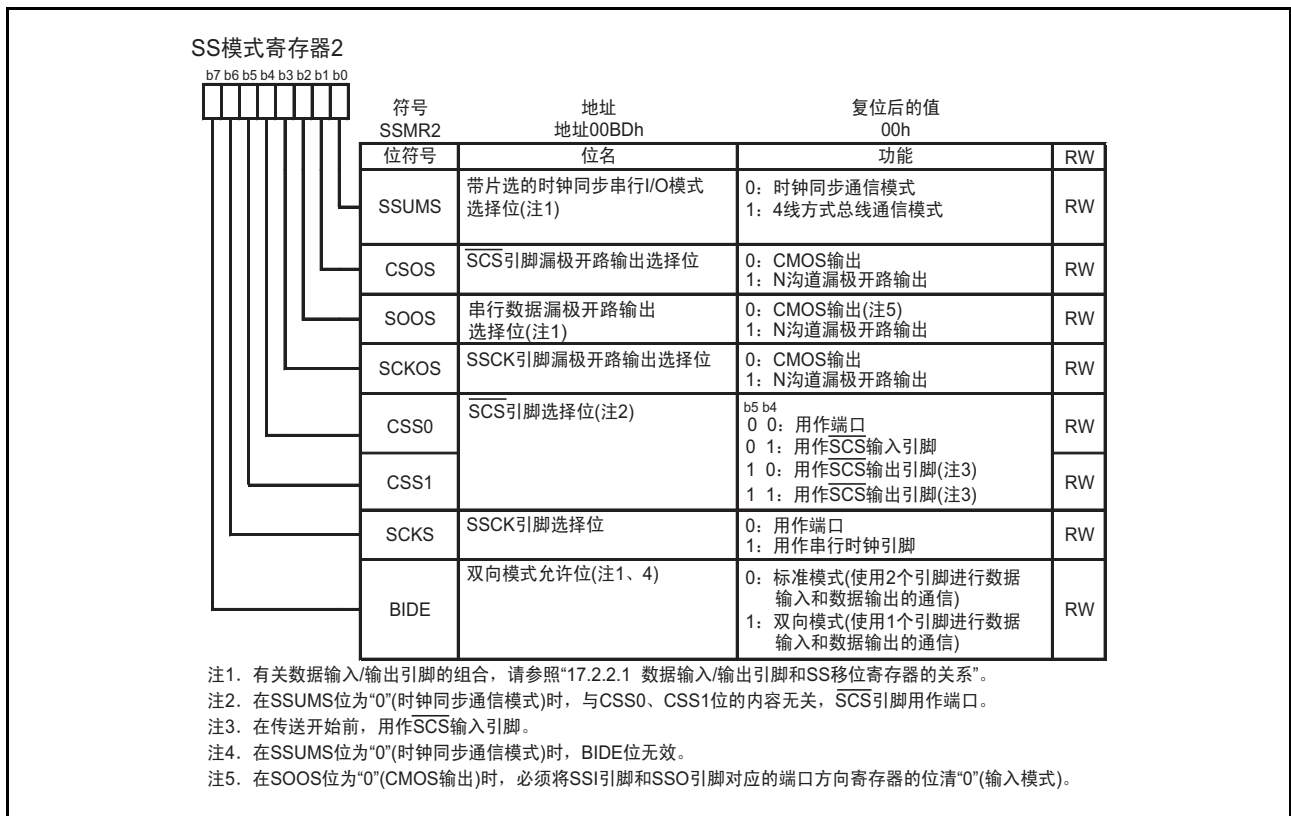 SS模式寄存器2
b7 b6 b5 b4 b3 b2 b1 b0
符号 地址 复位后的值
SSMR2 地址00BDh 00h
位符号 位名 功能 RW
SSUMS 带片选的时钟同步串行I/O模式
选择位(注1)
0：时钟同步通信模式
1：4线方式总线通信模式
RW
CSOS SCS引脚漏极开路输出选择位
0：CMOS输出
1：N沟道漏极开路输出
RW
SOOS 串行数据漏极开路输出
选择位(注1)
0：CMOS输出(注5)
1：N沟道漏极开路输出
RW
SCKOS SSCK引脚漏极开路输出选择位
0：CMOS输出
1：N沟道漏极开路输出
RW
CSS0 SCS引脚选择位(注2)
b5 b4
0 0：用作端口
0 1：用作SCS输入引脚
RW
CSS1
1 0：用作SCS输出引脚(注3)
1 1：用作SCS输出引脚(注3)
RW
SCKS SSCK引脚选择位
0：用作端口
1：用作串行时钟引脚
RW
BIDE 双向模式允许位(注1、4)
0：标准模式(使用2个引脚进行数据
输入和数据输出的通信)
1：双向模式(使用1个引脚进行数据
输入和数据输出的通信)
RW
注1．有关数据输入/输出引脚的组合，请参照“17.2.2.1 数据输入/输出引脚和SS移位寄存器的关系”。
注2．在SSUMS位为“0”(时钟同步通信模式)时，与CSS0、CSS1位的内容无关，SCS引脚用作端口。
注3．在传送开始前，用作SCS输入引脚。
注4．在SSUMS位为“0”(时钟同步通信模式)时，BIDE位无效。
注5．在SOOS位为“0”(CMOS输出)时，必须将SSI引脚和SSO引脚对应的端口方向寄存器的位清“0”(输入模式)。